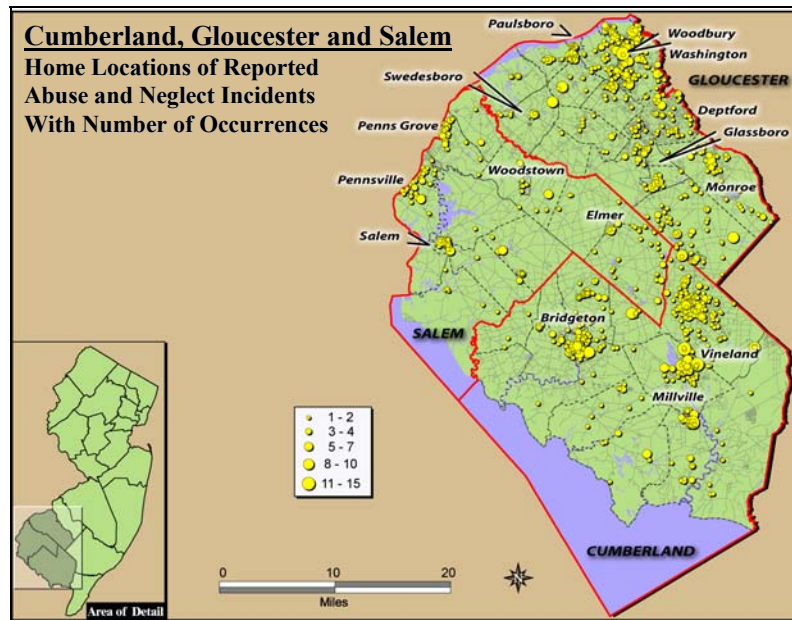 Cumberland, Gloucester and Salem
Home Locations of Reported
Abuse and Neglect Incidents
With Number of Occurrences
Paulsboro
Woodbury
Washington
Swedesboro
GLOUCESTER
Deptford
Penns Grove
Glassboro
Woodstown
Pennsville
Monroe
Elmer
Salem
Bridgeton
SALEM
Vineland
Millville
1 - 2
3 - 4
5 - 7
8 - 10
11 - 15
CUMBERLAND
0 10 20
Miles
N
Area of Detail